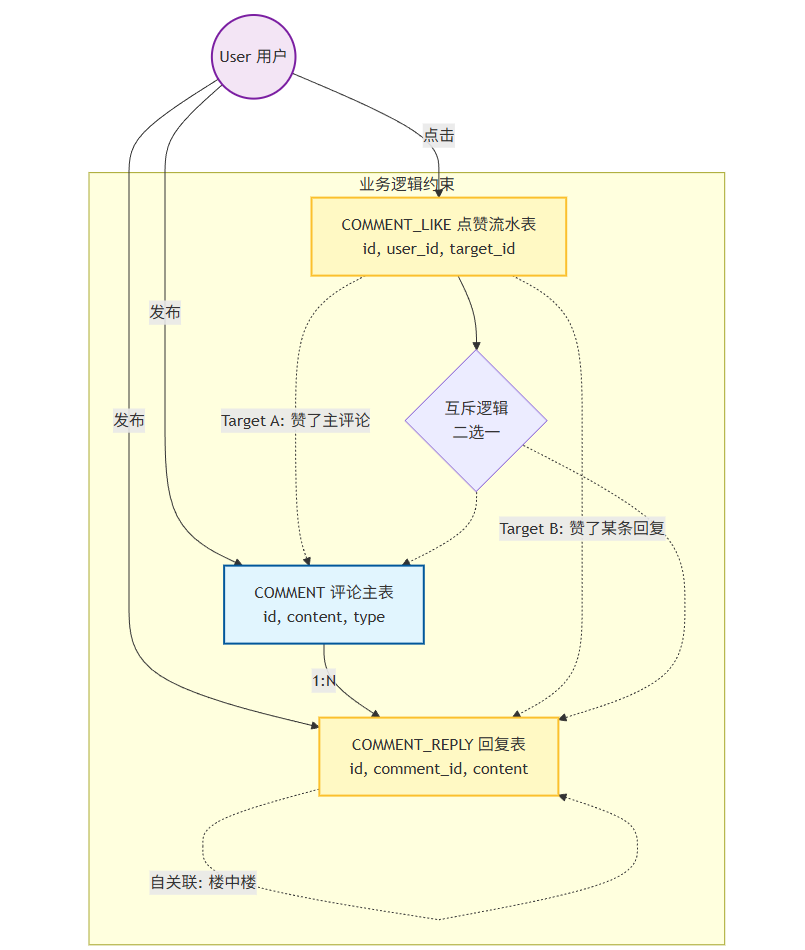 User 用户
点击
业务逻辑约束
COMMENT_LIKE 点赞流水表
id, user_id, target_id
发布
发布
Target A: 赞了主评论
互斥逻辑
二选一
Target B: 赞了某条回复
COMMENT 评论主表
id, content, type
1:N
COMMENT_REPLY 回复表
id, comment_id, content
自关联: 楼中楼